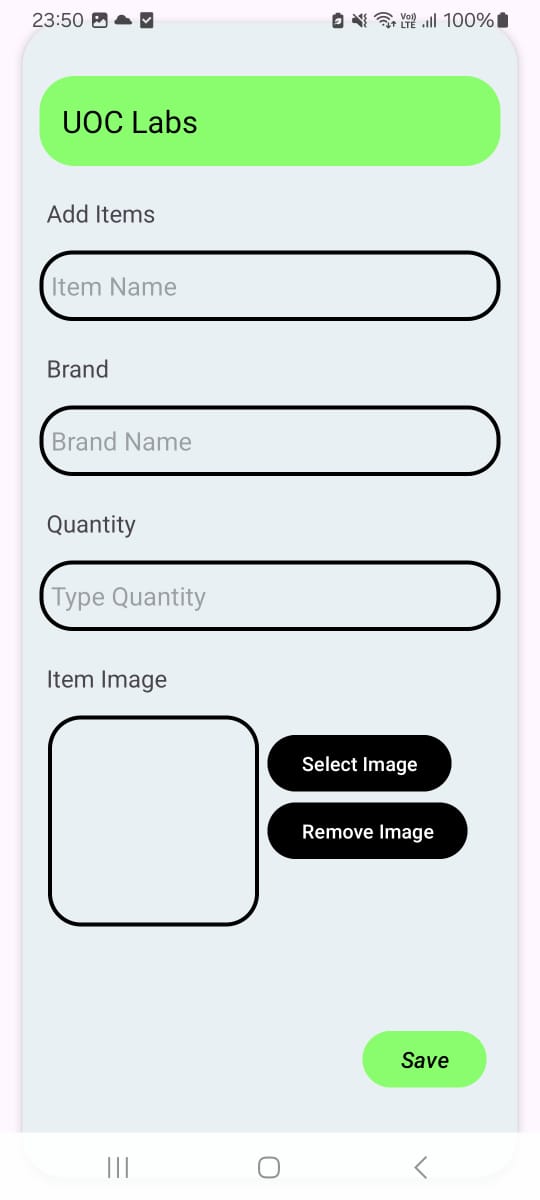 23:50 Vo) LTE 100%
UOC Labs
Add Items
Item Name
Brand
Brand Name
Quantity
Type Quantity
Item Image
Select Image
Remove Image
Save